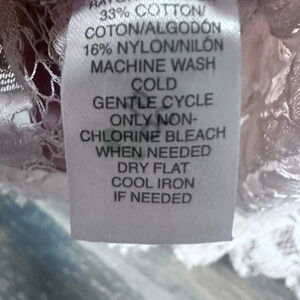 33% COTTON/
COTON/ALGODÓN
16% NYLON/NILÓN
MACHINE WASH
COLD
GENTLE CYCLE
ONLY NON-
CHLORINE BLEACH
WHEN NEEDED
DRY FLAT
COOL IRON
IF NEEDED